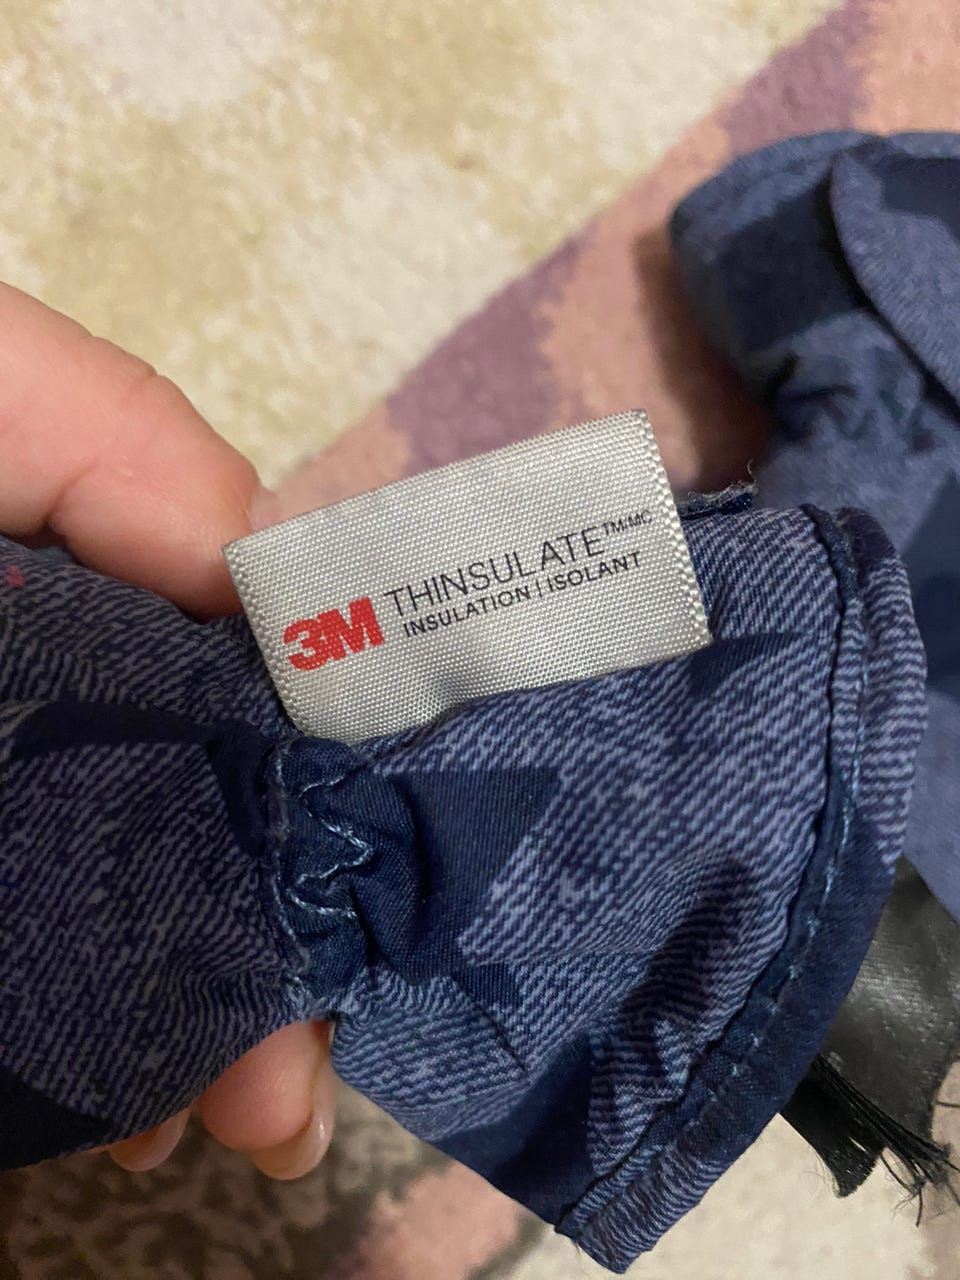 3M THINSULATE™/MC
INSULATION | ISOLANT